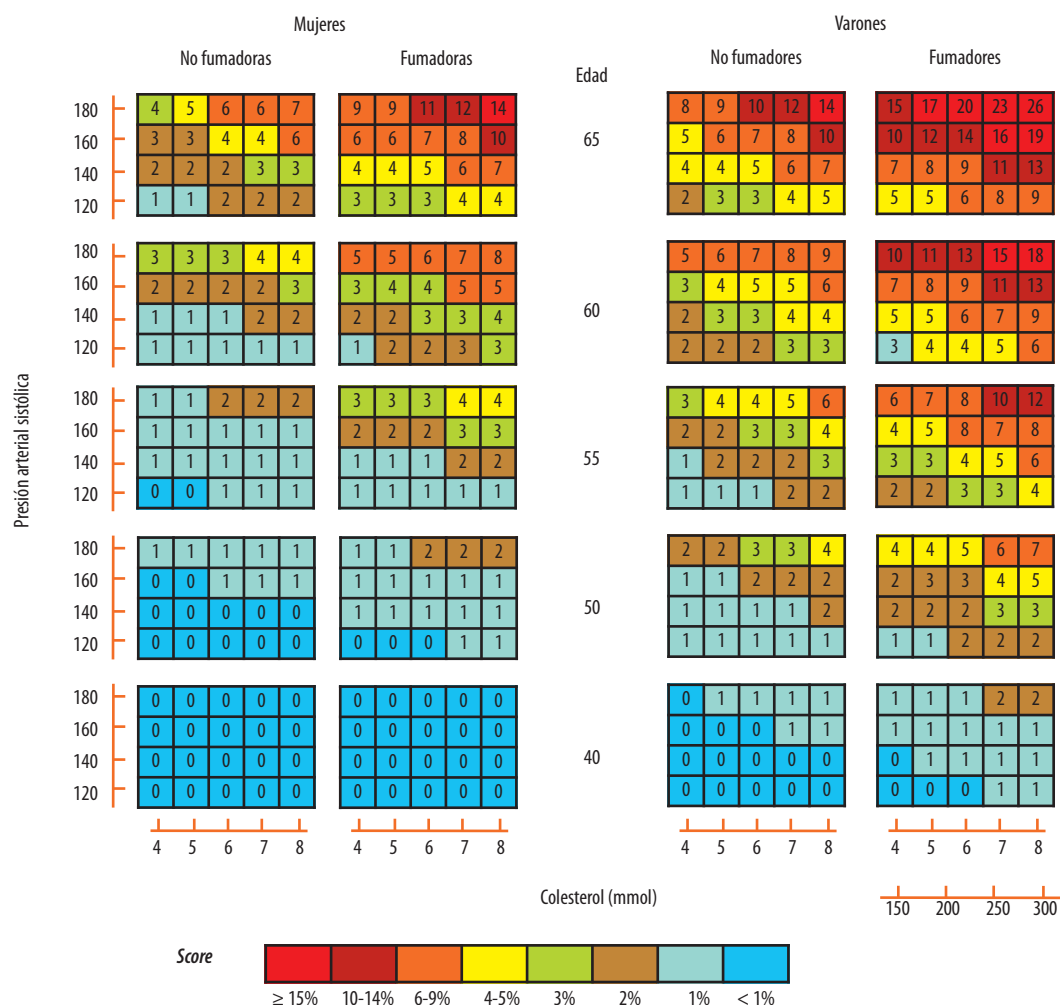 Mujeres Varones
No fumadoras Fumadoras Edad No fumadores Fumadores
180 4 5 6 6 7 9 9 11 12 14 8 9 10 12 14 15 17 20 23 26
160 3 3 4 4 6 6 6 7 8 10 65 5 6 7 8 10 10 12 14 16 19
140 2 2 2 3 3 4 4 5 6 7 4 4 5 6 7 7 8 9 11 13
120 1 1 2 2 2 3 3 3 4 4 2 3 3 4 5 5 5 6 8 9
180 3 3 3 4 4 5 5 6 7 8 5 6 7 8 9 10 11 13 15 18
160 2 2 2 2 3 3 4 4 5 5 60 3 4 5 5 6 7 8 9 11 13
140 1 1 1 2 2 2 2 3 3 4 2 3 3 4 4 5 5 6 7 9
120 1 1 1 1 1 1 2 2 3 3 2 2 2 3 3 3 4 4 5 6
180 1 1 2 2 2 3 3 3 4 4 3 4 4 5 6 6 7 8 10 12
160 1 1 1 1 1 2 2 2 3 3 55 2 2 3 3 4 4 5 8 7 8
140 1 1 1 1 1 1 1 1 2 2 1 2 2 2 3 3 3 4 5 6
120 0 0 1 1 1 1 1 1 1 1 1 1 1 2 2 2 2 3 3 4
180 1 1 1 1 1 1 1 2 2 2 2 2 3 3 4 4 4 5 6 7
160 0 0 1 1 1 1 1 1 1 1 50 1 1 2 2 2 2 3 3 4 5
140 0 0 0 0 0 1 1 1 1 1 1 1 1 1 2 2 2 2 3 3
120 0 0 0 0 0 0 0 0 1 1 1 1 1 1 1 1 1 2 2 2
180 0 0 0 0 0 0 0 0 0 0 0 1 1 1 1 1 1 1 2 2
160 0 0 0 0 0 0 0 0 0 0 40 0 0 0 1 1 1 1 1 1 1
140 0 0 0 0 0 0 0 0 0 0 0 0 0 0 0 0 1 1 1 1
120 0 0 0 0 0 0 0 0 0 0 0 0 0 0 0 0 0 0 1 1
Presión arterial sistólica
4 5 6 7 8 4 5 6 7 8 4 5 6 7 8 4 5 6 7 8
Colesterol (mmol)
150 200 250 300
Score
≥ 15% 10-14% 6-9% 4-5% 3% 2% 1% < 1%